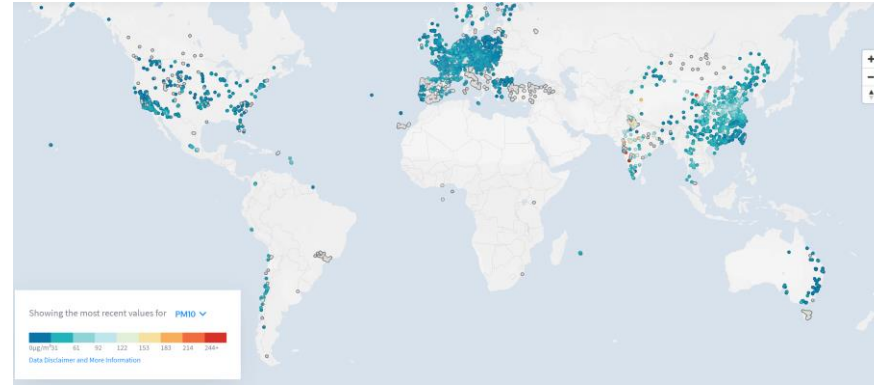 +
−
Showing the most recent values for PM10
0µg/m³ 31 61 92 122 153 183 214 244+
Data Disclaimer and More Information